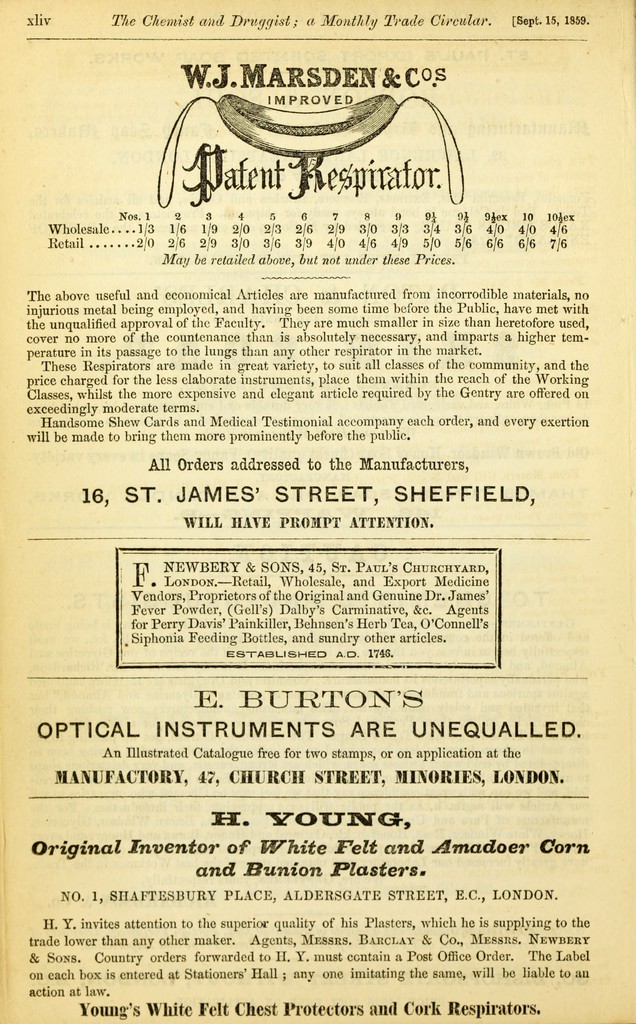 xliv The Chemist and Druggist; a Monthly Trade Circular. [Sept. 15, 1859.
W. J. MARSDEN & COS
IMPROVED
Patent Respirator.
Nos. 1 2 3 4 5 6 7 8 9 9¼ 9½ 9½ex 10 10½ex
Wholesale....1/3 1/6 1/9 2/0 2/3 2/6 2/9 3/0 3/3 3/4 3/6 4/0 4/0 4/6
Retail .......2/0 2/6 2/9 3/0 3/6 3/9 4/0 4/6 4/9 5/0 5/6 6/6 6/6 7/6
May be retailed above, but not under these Prices.
The above useful and economical Articles are manufactured from incorrodible materials, no
injurious metal being employed, and having been some time before the Public, have met with
the unqualified approval of the Faculty. They are much smaller in size than heretofore used,
cover no more of the countenance than is absolutely necessary, and imparts a higher tem-
perature in its passage to the lungs than any other respirator in the market.
These Respirators are made in great variety, to suit all classes of the community, and the
price charged for the less elaborate instruments, place them within the reach of the Working
Classes, whilst the more expensive and elegant article required by the Gentry are offered on
exceedingly moderate terms.
Handsome Shew Cards and Medical Testimonial accompany each order, and every exertion
will be made to bring them more prominently before the public.
All Orders addressed to the Manufacturers,
16, ST. JAMES' STREET, SHEFFIELD,
WILL HAVE PROMPT ATTENTION.
F. NEWBERY & SONS, 45, ST. PAUL'S CHURCHYARD,
LONDON.—Retail, Wholesale, and Export Medicine
Vendors, Proprietors of the Original and Genuine Dr. James'
Fever Powder, (Gell's) Dalby's Carminative, &c. Agents
for Perry Davis' Painkiller, Behnsen's Herb Tea, O'Connell's
Siphonia Feeding Bottles, and sundry other articles.
ESTABLISHED A.D. 1746.
E. BURTON'S
OPTICAL INSTRUMENTS ARE UNEQUALLED.
An Illustrated Catalogue free for two stamps, or on application at the
MANUFACTORY, 47, CHURCH STREET, MINORIES, LONDON.
H. YOUNG,
Original Inventor of White Felt and Amadoer Corn
and Bunion Plasters.
NO. 1, SHAFTESBURY PLACE, ALDERSGATE STREET, E.C., LONDON.
H. Y. invites attention to the superior quality of his Plasters, which he is supplying to the
trade lower than any other maker. Agents, MESSRS. BARCLAY & Co., MESSRS. NEWBERY
& SONS. Country orders forwarded to H. Y. must contain a Post Office Order. The Label
on each box is entered at Stationers' Hall ; any one imitating the same, will be liable to an
action at law.
Young's White Felt Chest Protectors and Cork Respirators.